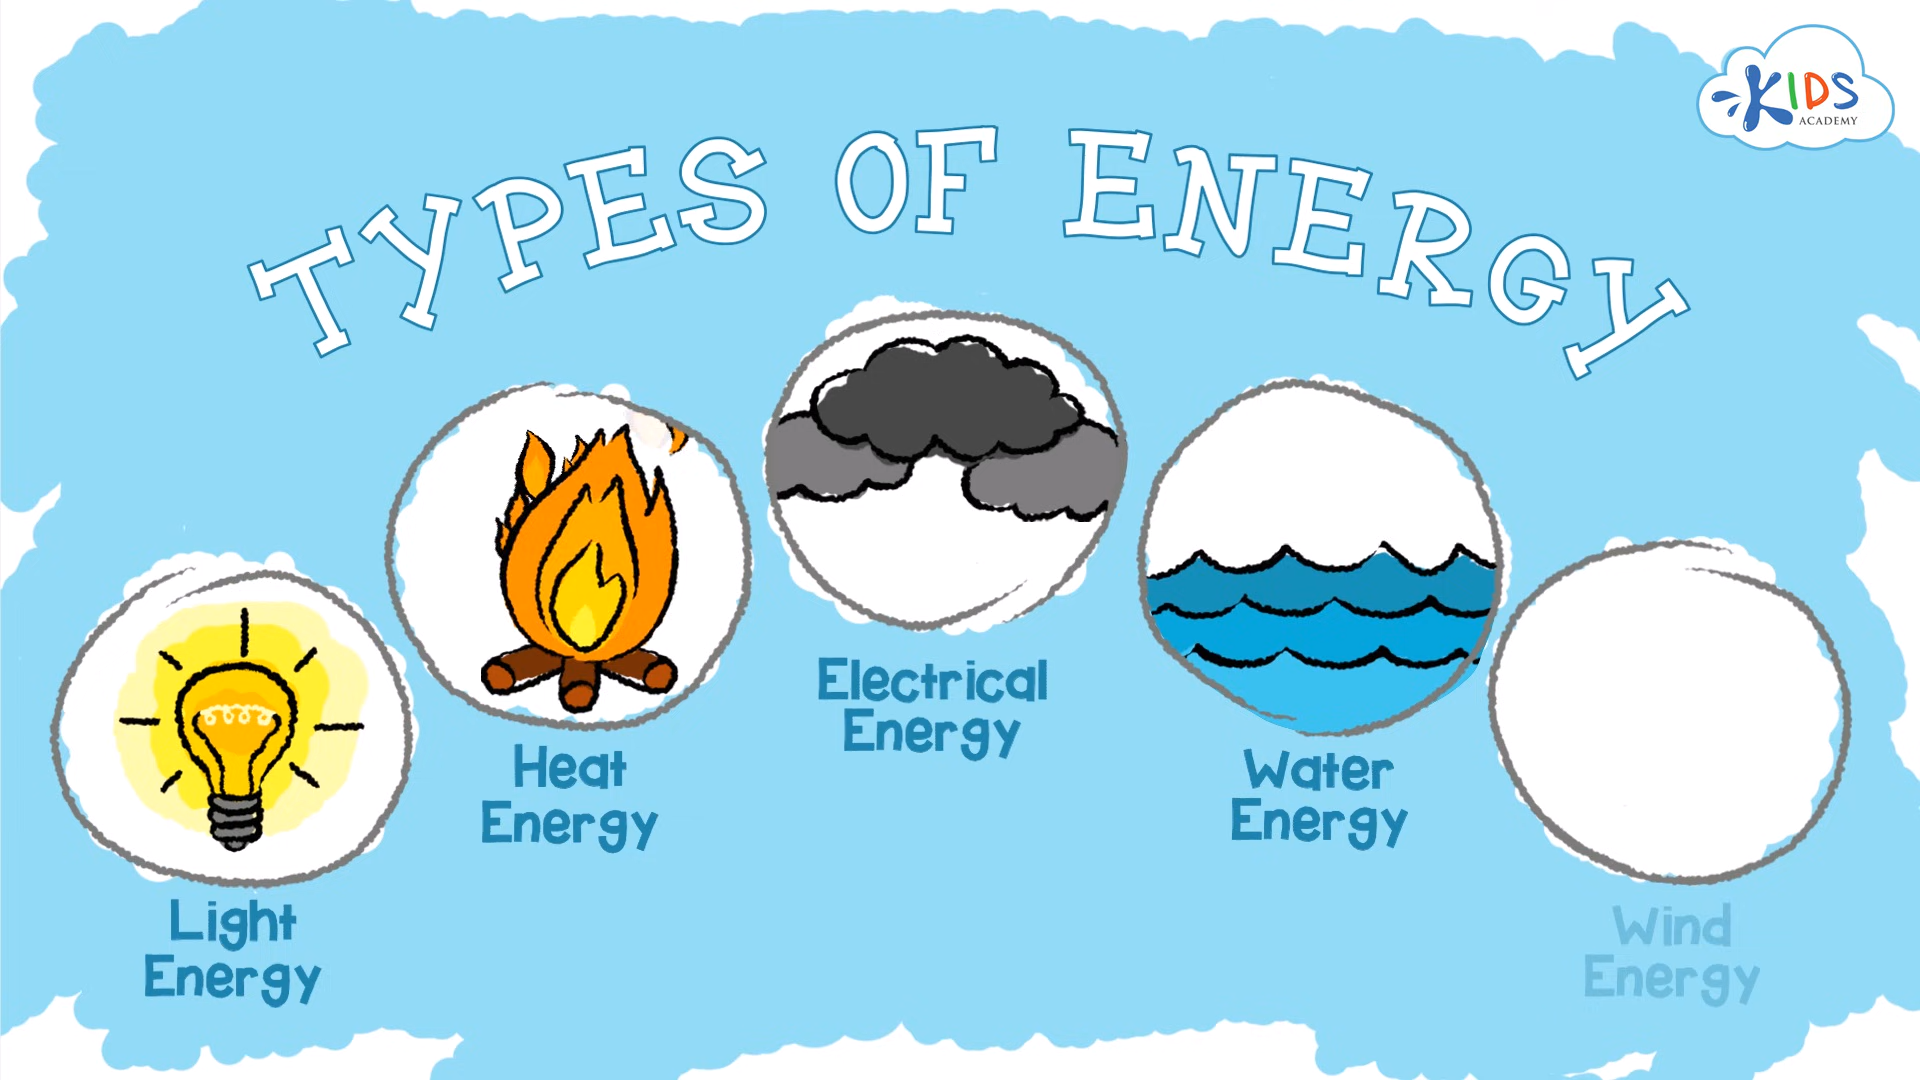 KIDS
ACADEMY
TYPES OF ENERGY
Light
Energy
Heat
Energy
Electrical
Energy
Water
Energy
Wind
Energy